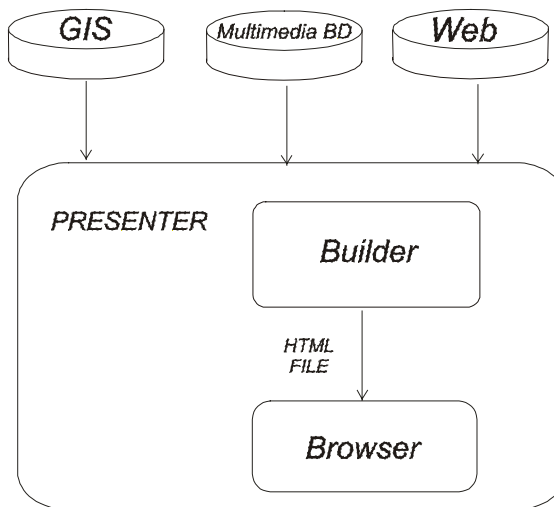 GIS
Multimedia BD
Web
PRESENTER
Builder
HTML
FILE
Browser